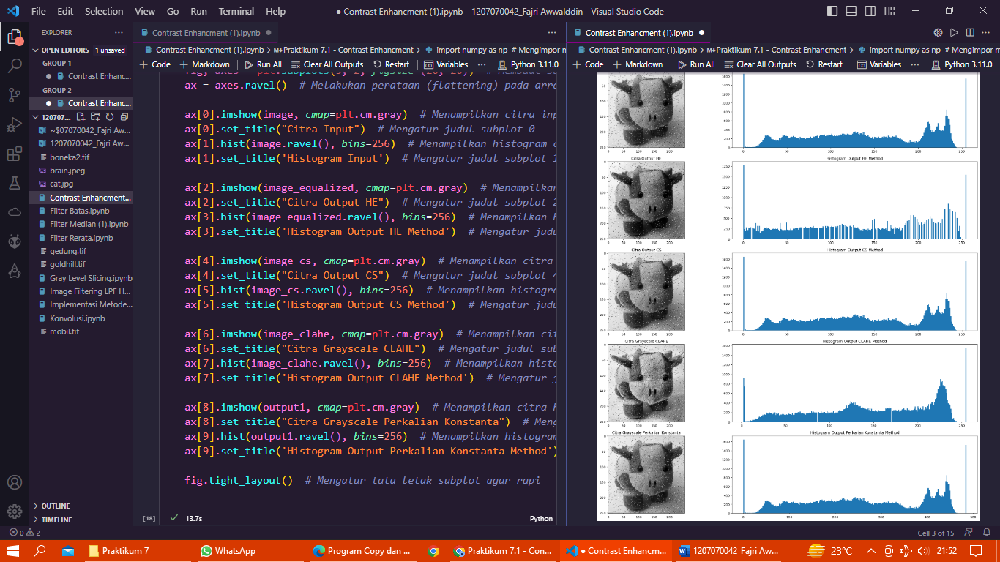 File Edit Selection View Go Run Terminal Help
● Contrast Enhancment (1).ipynb - 1207070042_Fajri Awwalddin - Visual Studio Code
EXPLORER
OPEN EDITORS 1 unsaved
GROUP 1
Contrast Enhanc...
GROUP 2
Contrast Enhanc...
120707...
~$07070042_Fajri Aw...
1207070042_Fajri Aw...
boneka2.tif
brain.jpeg
cat.jpg
Contrast Enhancment...
Filter Batas.ipynb
Filter Median (1).ipynb
Filter Rerata.ipynb
gedung.tif
goldhill.tif
Gray Level Slicing.ipynb
Image Filtering LPF H...
Implementasi Metode...
Konvolusi.ipynb
mobil.tif
OUTLINE
TIMELINE
Contrast Enhancment (1).ipynb
Contrast Enhancment (1).ipynb > M Praktikum 7.1 - Contrast Enhancment > import numpy as np # Mengimpor n
+ Code + Markdown Run All Clear All Outputs Restart Variables ... Python 3.11.0
ax = axes.ravel()  # Melakukan perataan (flattening) pada arra
ax[0].imshow(image, cmap=plt.cm.gray)  # Menampilkan citra inp
ax[0].set_title("Citra Input")  # Mengatur judul subplot 0
ax[1].hist(image.ravel(), bins=256)  # Menampilkan histogram c
ax[1].set_title('Histogram Input')  # Mengatur judul subplot 1
ax[2].imshow(image_equalized, cmap=plt.cm.gray)  # Menampilkan
ax[2].set_title("Citra Output HE")  # Mengatur judul subplot 2
ax[3].hist(image_equalized.ravel(), bins=256)  # Menampilkan h
ax[3].set_title('Histogram Output HE Method')  # Mengatur judu
ax[4].imshow(image_cs, cmap=plt.cm.gray)  # Menampilkan citra
ax[4].set_title("Citra Output CS")  # Mengatur judul subplot 4
ax[5].hist(image_cs.ravel(), bins=256)  # Menampilkan histogra
ax[5].set_title('Histogram Output CS Method')  # Mengatur judu
ax[6].imshow(image_clahe, cmap=plt.cm.gray)  # Menampilkan cit
ax[6].set_title("Citra Grayscale CLAHE")  # Mengatur judul sub
ax[7].hist(image_clahe.ravel(), bins=256)  # Menampilkan histo
ax[7].set_title('Histogram Output CLAHE Method')  # Mengatur j
ax[8].imshow(output1, cmap=plt.cm.gray)  # Menampilkan citra h
ax[8].set_title("Citra Grayscale Perkalian Konstanta")  # Meng
ax[9].hist(output1.ravel(), bins=256)  # Menampilkan histogram
ax[9].set_title('Histogram Output Perkalian Konstanta Method')
fig.tight_layout()  # Mengatur tata letak subplot agar rapi
[18] 13.7s Python
Contrast Enhancment (1).ipynb ●
Contrast Enhancment (1).ipynb > M Praktikum 7.1 - Contrast Enhancment > import numpy as np # Mengimpor m
+ Code + Markdown Run All Clear All Outputs Restart Variables ... Python 3.11.0
Citra Output HE
Histogram Output HE Method
Citra Output CS
Histogram Output CS Method
Citra Grayscale CLAHE
Histogram Output CLAHE Method
Citra Grayscale Perkalian Konstanta
Histogram Output Perkalian Konstanta Method
0 2
Cell 3 of 15
Praktikum 7
WhatsApp
Program Copy dan ...
Praktikum 7.1 - Con...
● Contrast Enhancm...
1207070042_Fajri Aw...
23°C
21:52